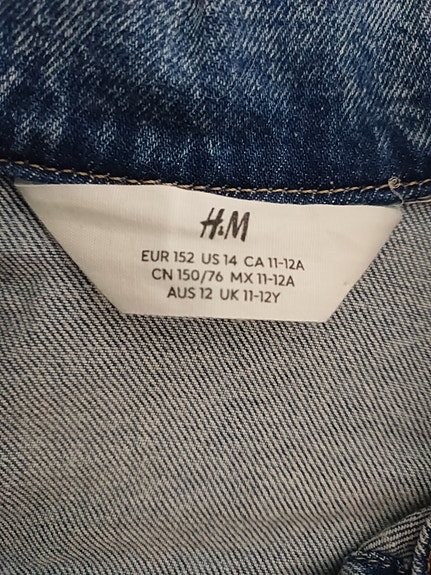 H&M
EUR 152 US 14 CA 11-12A
CN 150/76 MX 11-12A
AUS 12 UK 11-12Y